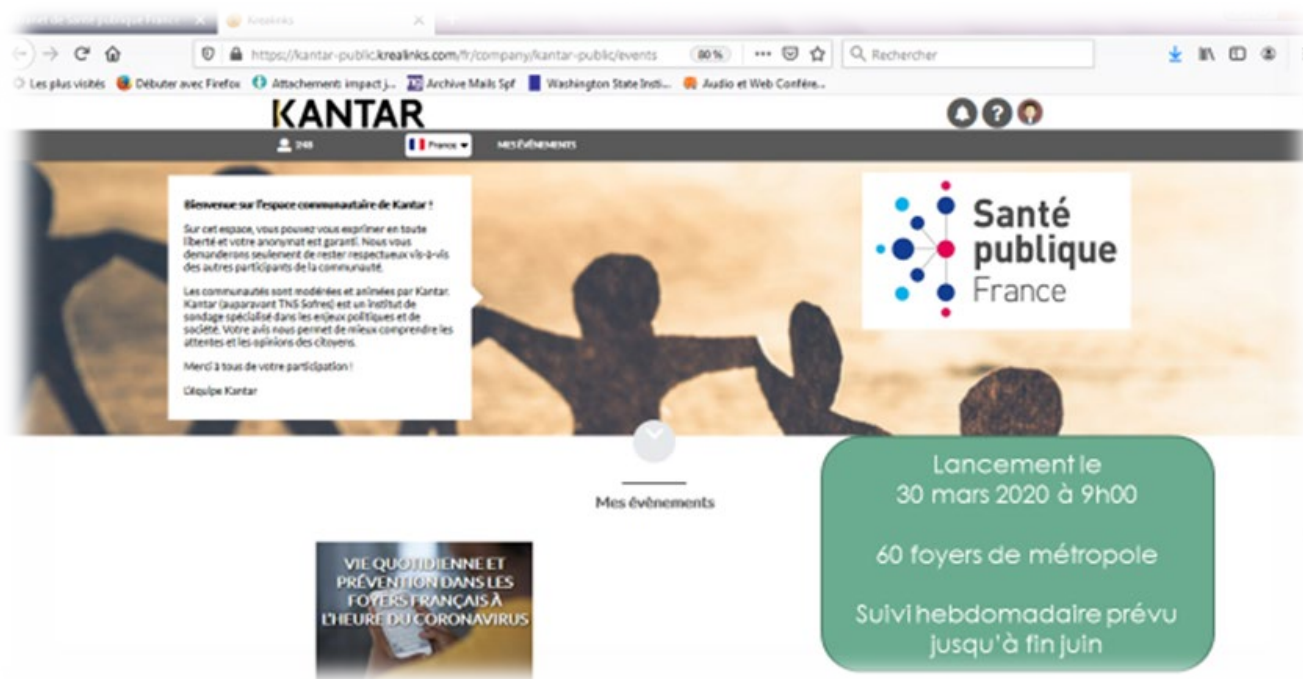 Krealinks
https://kantar-public.krealinks.com/fr/company/kantar-public/events
80 %
Rechercher
Les plus visités
Débuter avec Firefox
Attachement impact j...
Archive Mails Spf
Washington State Insti...
Audio et Web Confére...
KANTAR
?
France
MES ÉVÈNEMENTS
Bienvenue sur l'espace communautaire de Kantar !
Sur cet espace, vous pouvez vous exprimer en toute
liberté et votre anonymat est garanti. Nous vous
demanderons seulement de rester respectueux vis-à-vis
des autres participants de la communauté.
Les communautés sont modérées et animées par Kantar.
Kantar (auparavant TNS Sofres) est un institut de
sondage spécialisé dans les enjeux politiques et de
société. Votre avis nous permet de mieux comprendre les
attentes et les opinions des citoyens.
Merci à tous de votre participation !
L'équipe Kantar
Santé
publique
France
Mes évènements
VIE QUOTIDIENNE ET
PRÉVENTION DANS LES
FOYERS FRANÇAIS À
L'HEURE DU CORONAVIRUS
Lancement le
30 mars 2020 à 9h00
60 foyers de métropole
Suivi hebdomadaire prévu
jusqu'à fin juin